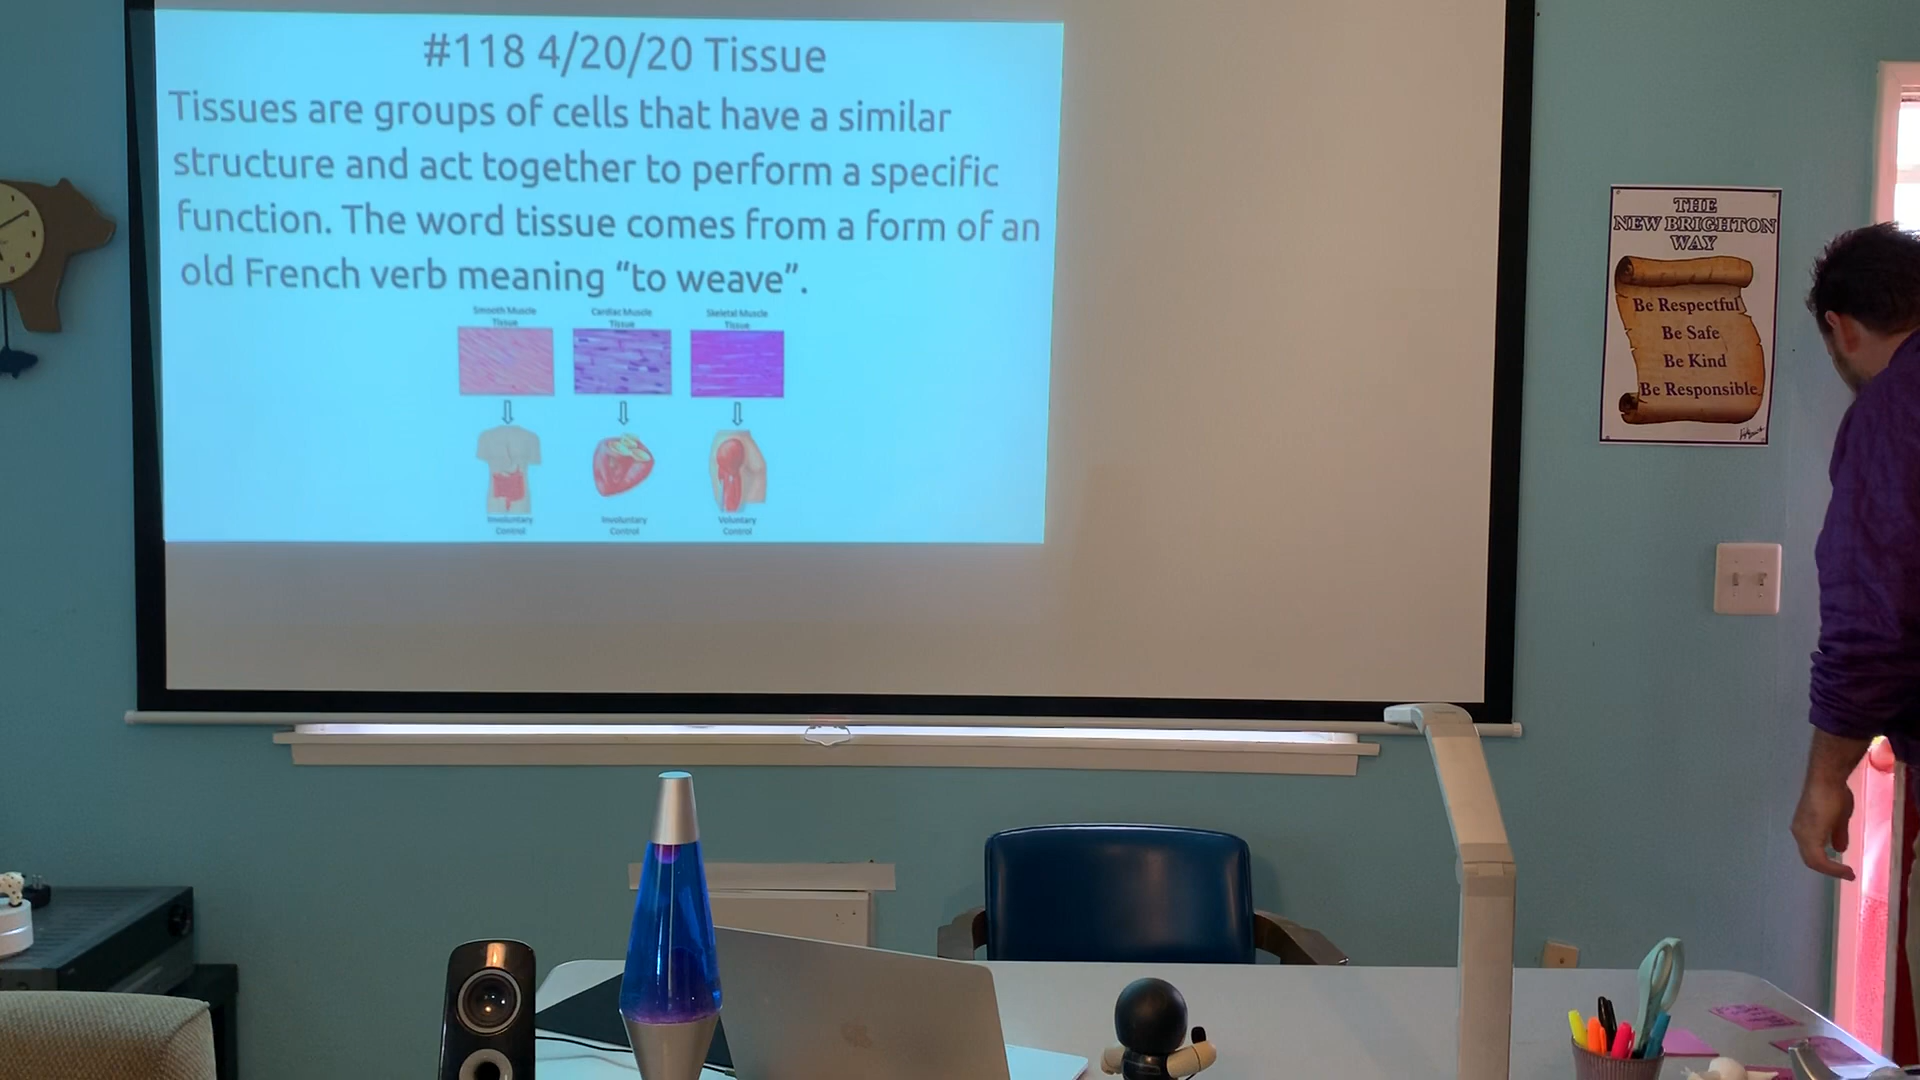 #118 4/20/20 Tissue
Tissues are groups of cells that have a similar
structure and act together to perform a specific
function. The word tissue comes from a form of an
old French verb meaning “to weave”.
Smooth Muscle
Tissue
Cardiac Muscle
Tissue
Skeletal Muscle
Tissue
Involuntary
Control
Involuntary
Control
Voluntary
Control
THE
NEW BRIGHTON
WAY
Be Respectful
Be Safe
Be Kind
Be Responsible